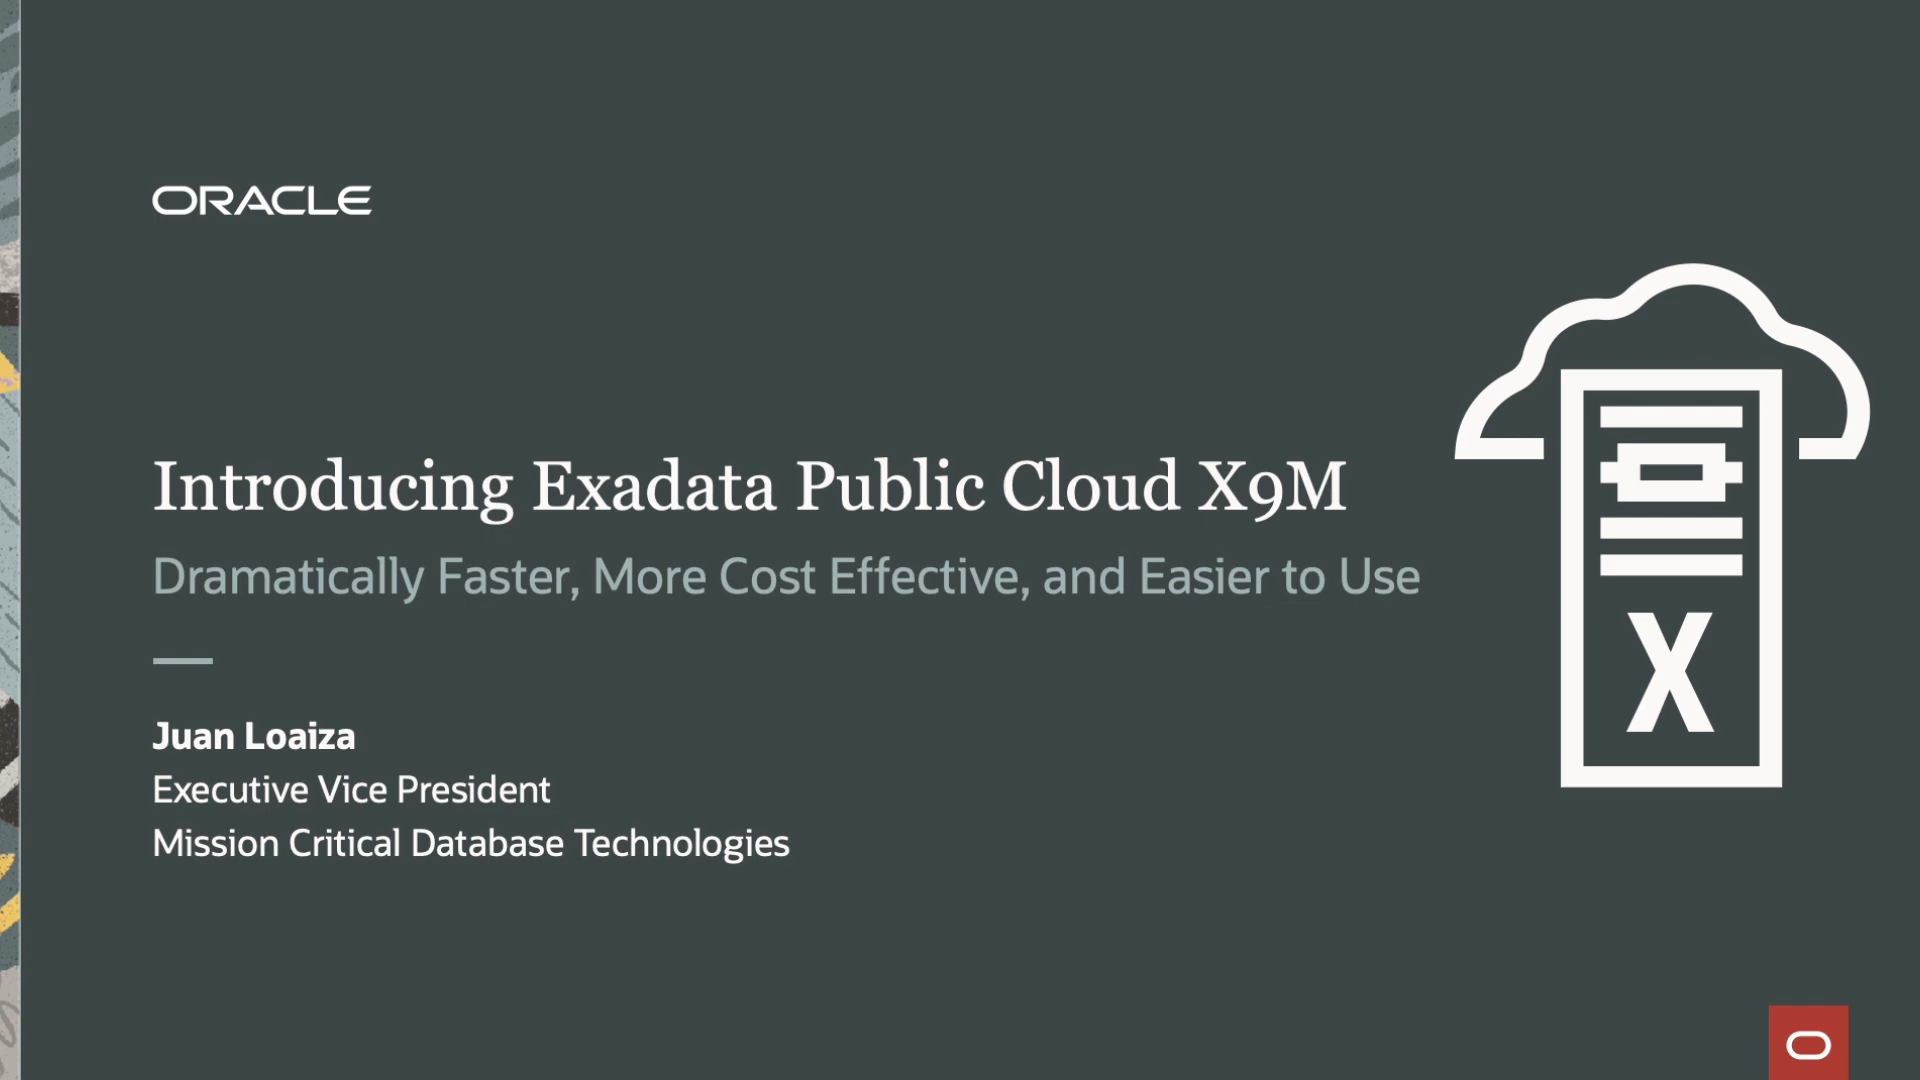 ORACLE
Introducing Exadata Public Cloud X9M
Dramatically Faster, More Cost Effective, and Easier to Use
Juan Loaiza
Executive Vice President
Mission Critical Database Technologies
X